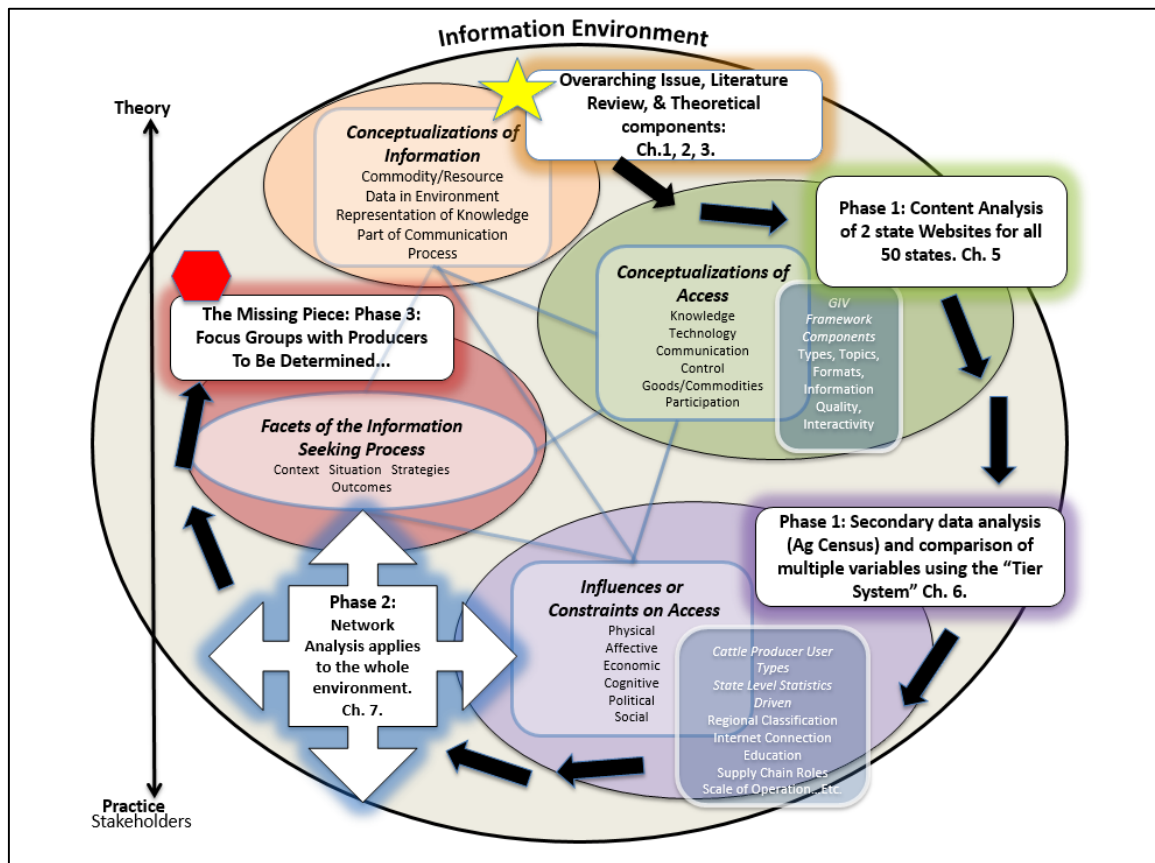 Information Environment
Theory
Overarching Issue, Literature
Review, & Theoretical
components:
Ch.1, 2, 3.
Conceptualizations of
Information
Commodity/Resource
Data in Environment
Representation of Knowledge
Part of Communication
Process
Phase 1: Content Analysis
of 2 state Websites for all
50 states. Ch. 5
Conceptualizations of
Access
Knowledge
Technology
Communication
Control
Goods/Commodities
Participation
GIV
Framework
Components
Types, Topics,
Formats,
Information
Quality,
Interactivity
The Missing Piece: Phase 3:
Focus Groups with Producers
To Be Determined...
Facets of the Information
Seeking Process
Context Situation Strategies
Outcomes
Phase 1: Secondary data analysis
(Ag Census) and comparison of
multiple variables using the “Tier
System” Ch. 6.
Influences or
Constraints on Access
Physical
Affective
Economic
Cognitive
Political
Social
Cattle Producer User
Types
State Level Statistics
Driven
Regional Classification
Internet Connection
Education
Supply Chain Roles
Scale of Operation...Etc.
Phase 2:
Network
Analysis applies
to the whole
environment.
Ch. 7.
Practice
Stakeholders